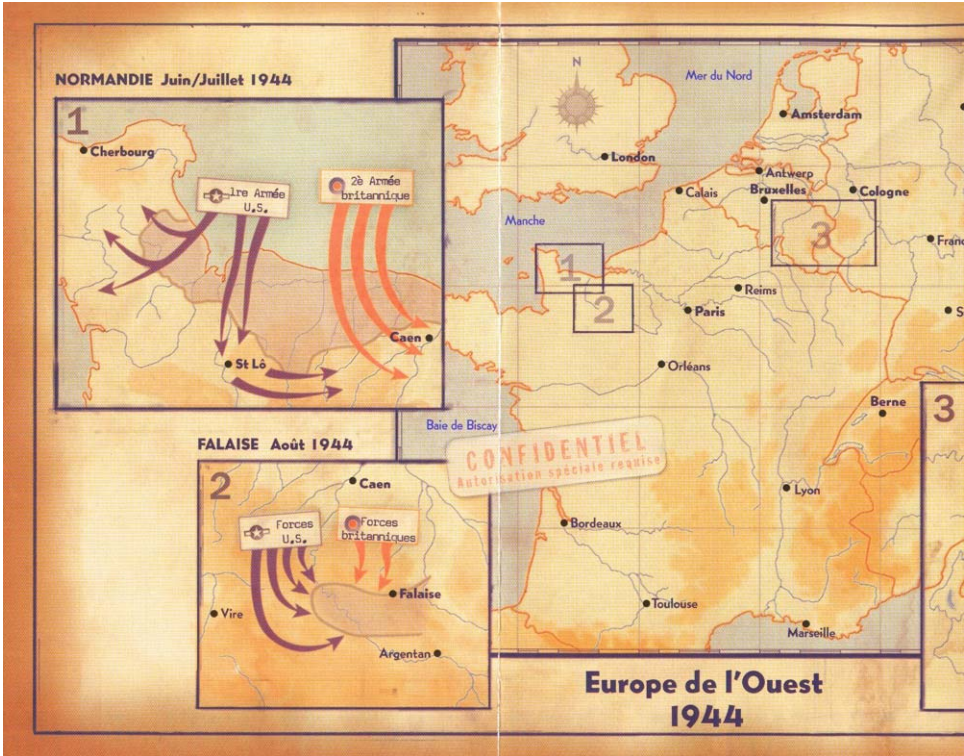 NORMANDIE Juin/Juillet 1944
1
Cherbourg
1re Armée
U.S.
2è Armée
britannique
Caen
St Lô
FALAISE Août 1944
2
Caen
Forces
U.S.
Forces
britanniques
Falaise
Vire
Argentan
N
Mer du Nord
Amsterdam
London
Antwerp
Bruxelles
Cologne
Calais
Manche
1
2
3
Reims
Paris
Orléans
Berne
Baie de Biscay
CONFIDENTIEL
Autorisation spéciale requise
Lyon
Bordeaux
Toulouse
Marseille
3
Europe de l'Ouest
1944